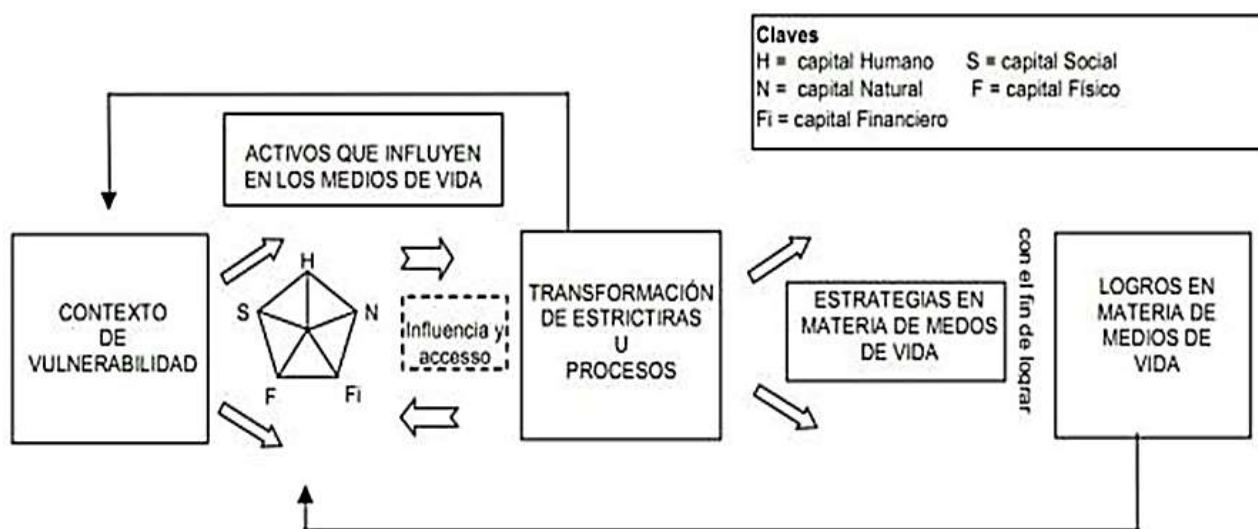 Claves
H = capital Humano S = capital Social
N = capital Natural F = capital Físico
Fi = capital Financiero
ACTIVOS QUE INFLUYEN
EN LOS MEDIOS DE VIDA
CONTEXTO
DE
VULNERABILIDAD
H
S
N
F
Fi
Influencia y
accesso
TRANSFORMACIÓN
DE ESTRICTIRAS
U
PROCESOS
ESTRATEGIAS EN
MATERIA DE MEDOS
DE VIDA
con el fin de lograr
LOGROS EN
MATERIA DE
MEDIOS DE
VIDA